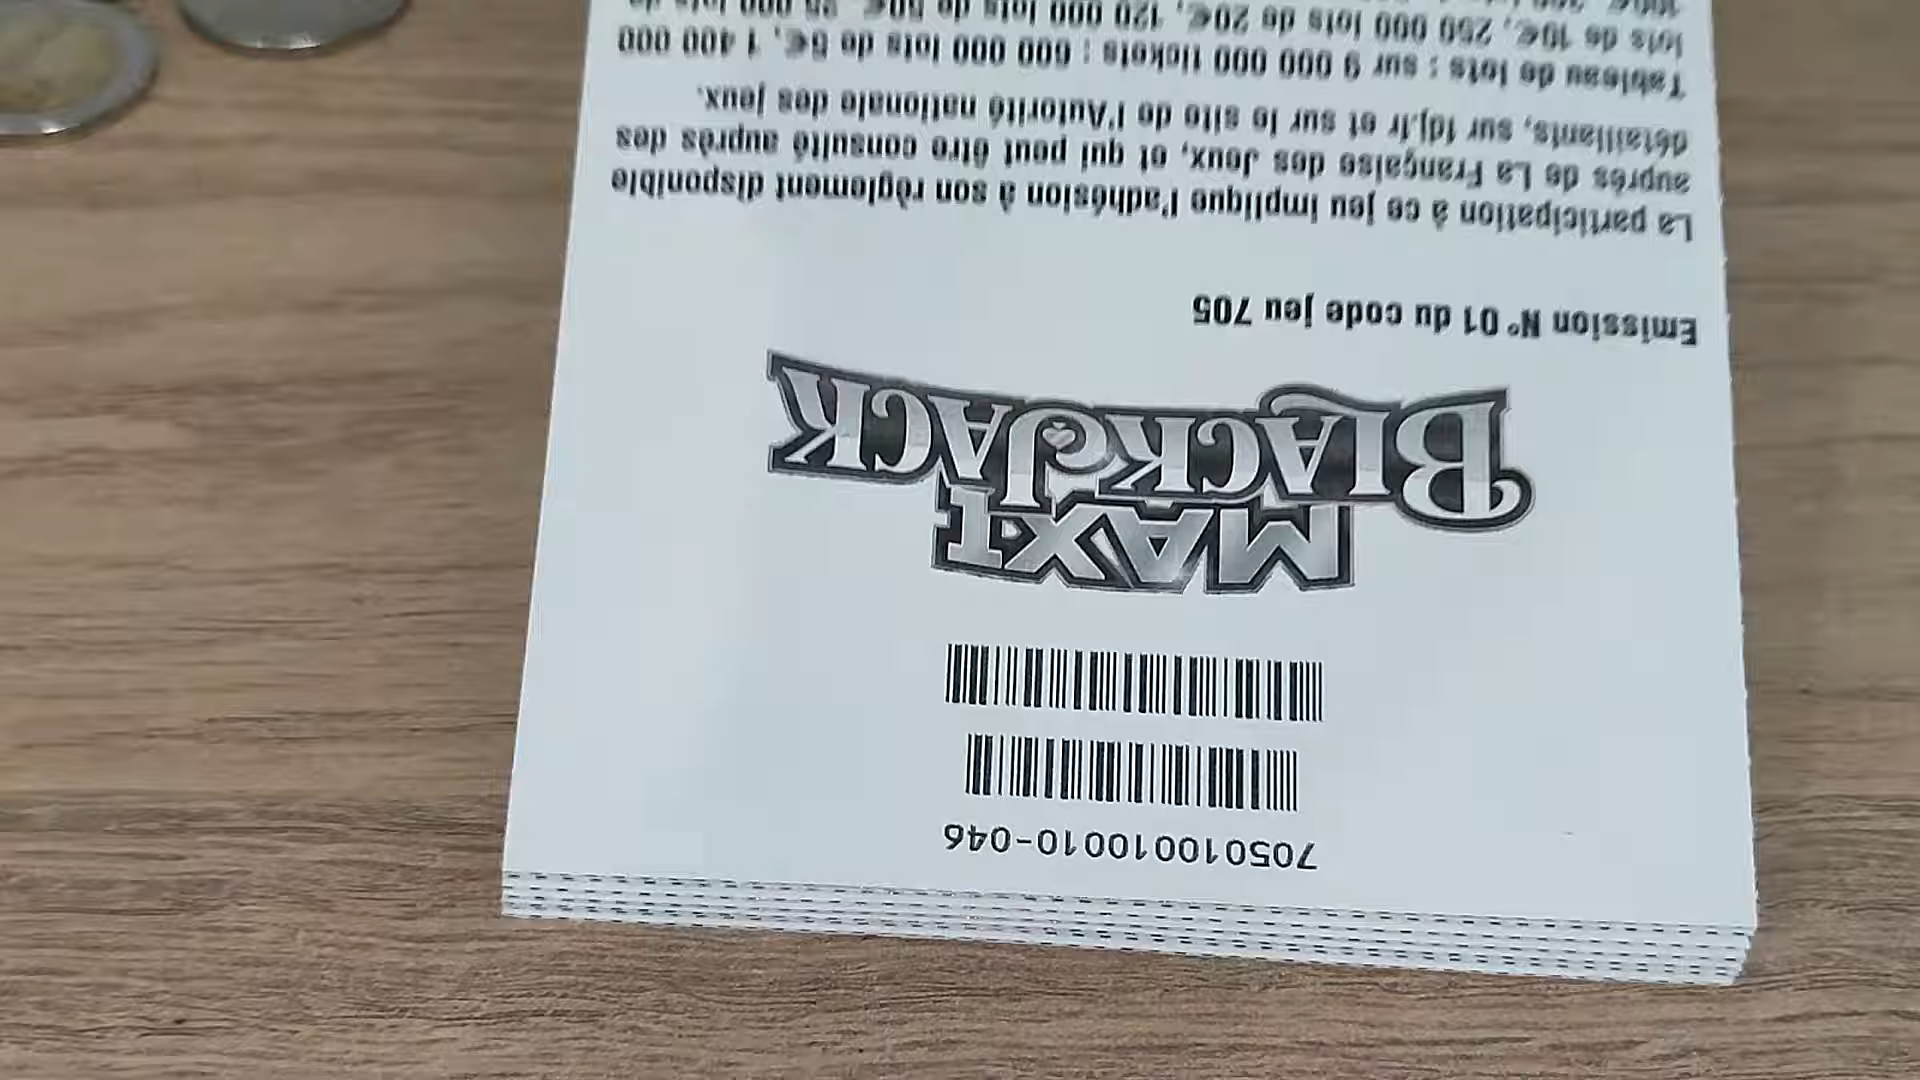 7050100100010-046
MAXI
BLACKJACK
Emission N° 01 du code jeu 705
La participation à ce jeu implique l'adhésion à son règlement disponible
auprès de La Française des Jeux, et qui peut être consulté auprès des
détaillants, sur fdj.fr et sur le site de l'Autorité nationale des jeux.
Tableau de lots : sur 9 000 000 tickets : 600 000 lots de 5€, 1 400 000
lots de 10€, 250 000 lots de 20€, 120 000 lots de 50€,